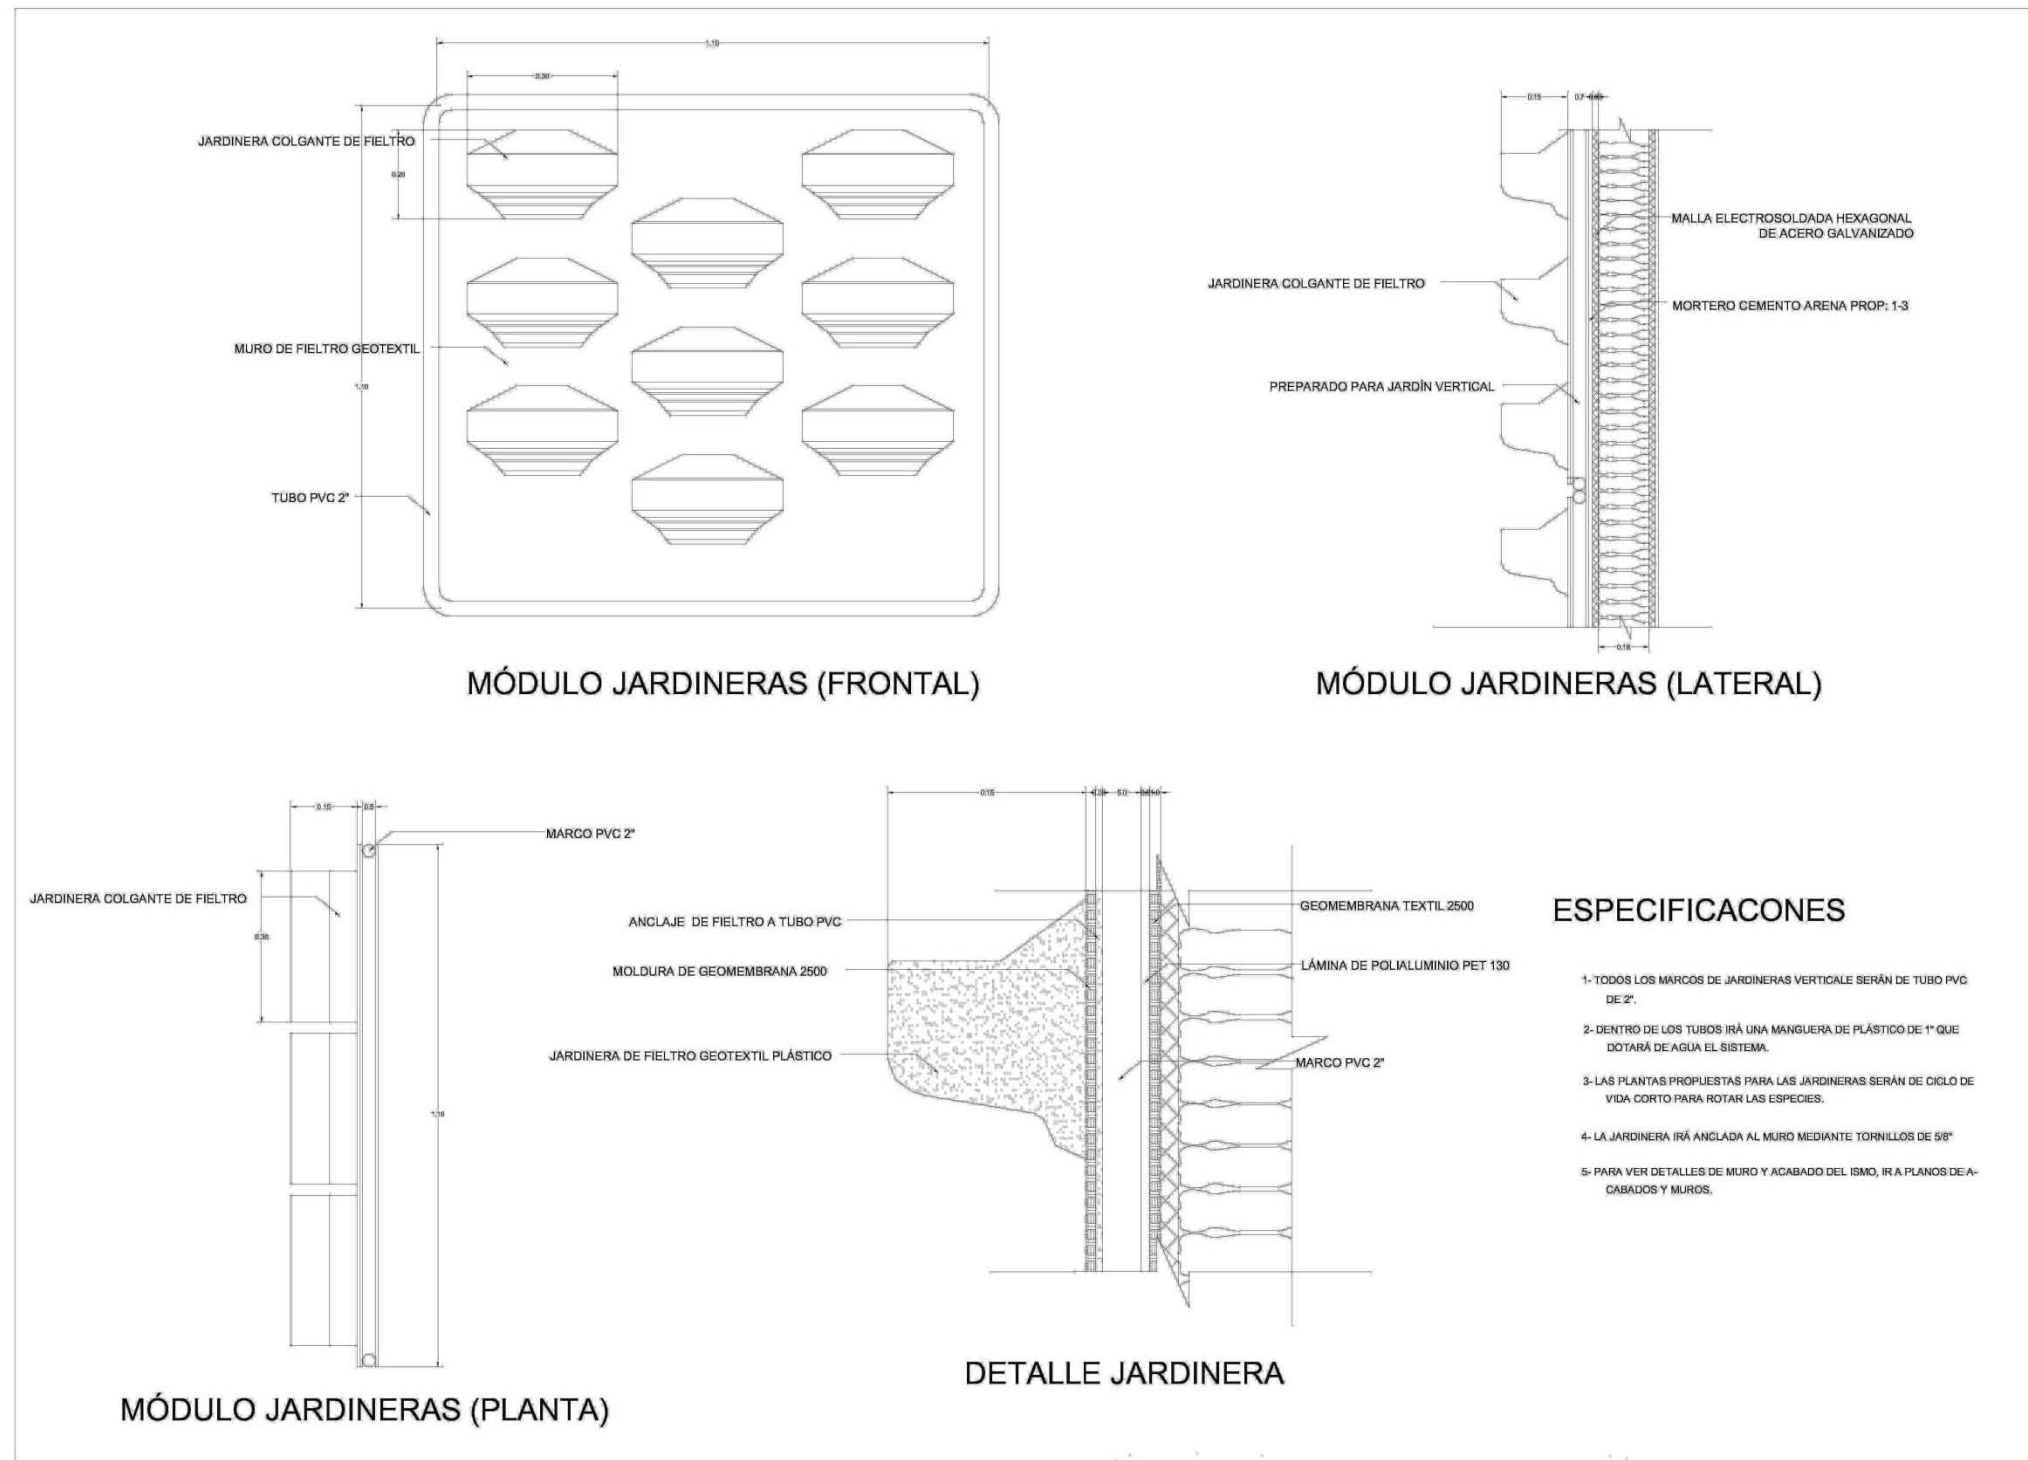 1.10
0.30
JARDINERA COLGANTE DE FIELTRO
0.20
MURO DE FIELTRO GEOTEXTIL
1.10
TUBO PVC 2"
MÓDULO JARDINERAS (FRONTAL)
0.15
MALLA ELECTROSOLDADA HEXAGONAL
DE ACERO GALVANIZADO
JARDINERA COLGANTE DE FIELTRO
MORTERO CEMENTO ARENA PROP: 1-3
PREPARADO PARA JARDÍN VERTICAL
MÓDULO JARDINERAS (LATERAL)
0.15
0.5
MARCO PVC 2"
JARDINERA COLGANTE DE FIELTRO
0.30
MÓDULO JARDINERAS (PLANTA)
0.15
5.0
ANCLAJE DE FIELTRO A TUBO PVC
MOLDURA DE GEOMEMBRANA 2500
JARDINERA DE FIELTRO GEOTEXTIL PLÁSTICO
GEOMEMBRANA TEXTIL 2500
LÁMINA DE POLIALUMINIO PET 130
MARCO PVC 2"
DETALLE JARDINERA
ESPECIFICACONES
1- TODOS LOS MARCOS DE JARDINERAS VERTICALE SERÁN DE TUBO PVC
DE 2".
2- DENTRO DE LOS TUBOS IRÁ UNA MANGUERA DE PLÁSTICO DE 1" QUE
DOTARÁ DE AGUA EL SISTEMA.
3- LAS PLANTAS PROPUESTAS PARA LAS JARDINERAS SERÁN DE CICLO DE
VIDA CORTO PARA ROTAR LAS ESPECIES.
4- LA JARDINERA IRÁ ANCLADA AL MURO MEDIANTE TORNILLOS DE 5/8"
5- PARA VER DETALLES DE MURO Y ACABADO DEL ISMO, IR A PLANOS DE A-
CABADOS Y MUROS.